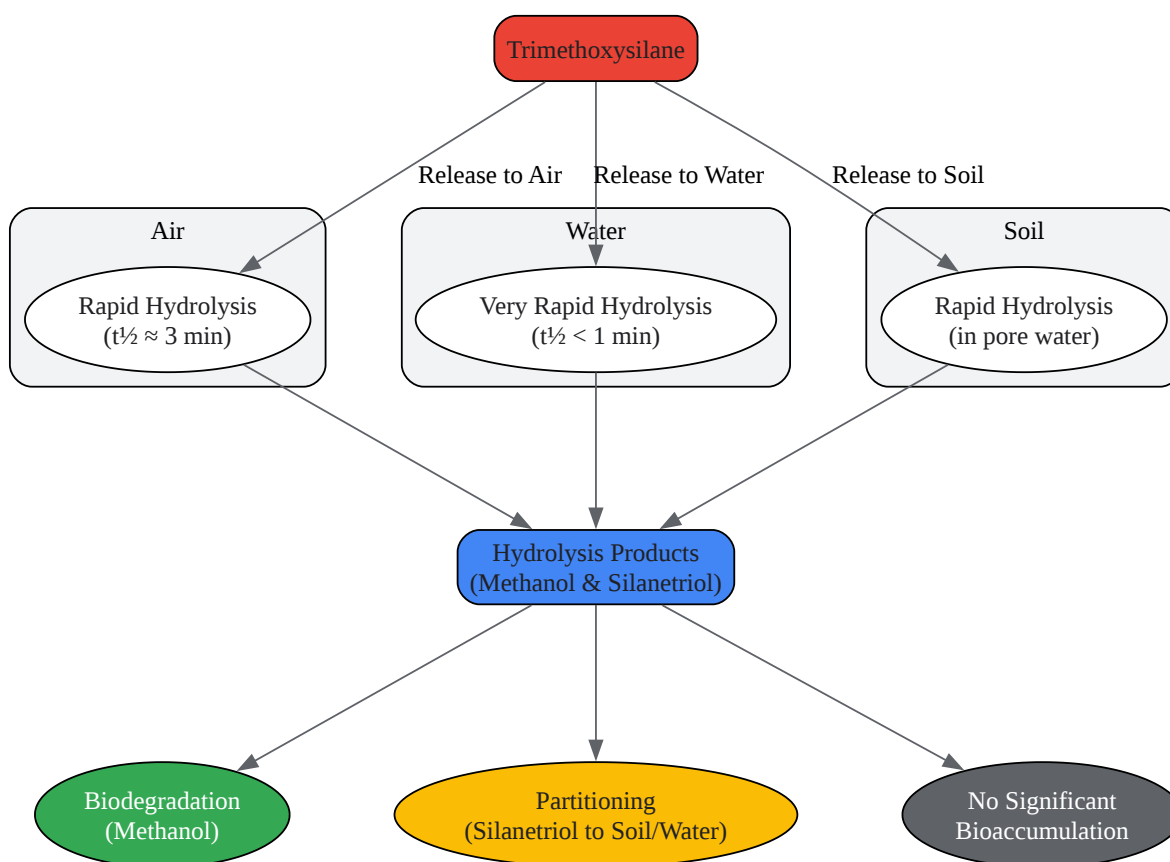 Trimethoxysilane
Release to Air
Release to Water
Release to Soil
Air
Water
Soil
Rapid Hydrolysis
(t½ ≈ 3 min)
Very Rapid Hydrolysis
(t½ < 1 min)
Rapid Hydrolysis
(in pore water)
Hydrolysis Products
(Methanol & Silanetriol)
Biodegradation
(Methanol)
Partitioning
(Silanetriol to Soil/Water)
No Significant
Bioaccumulation